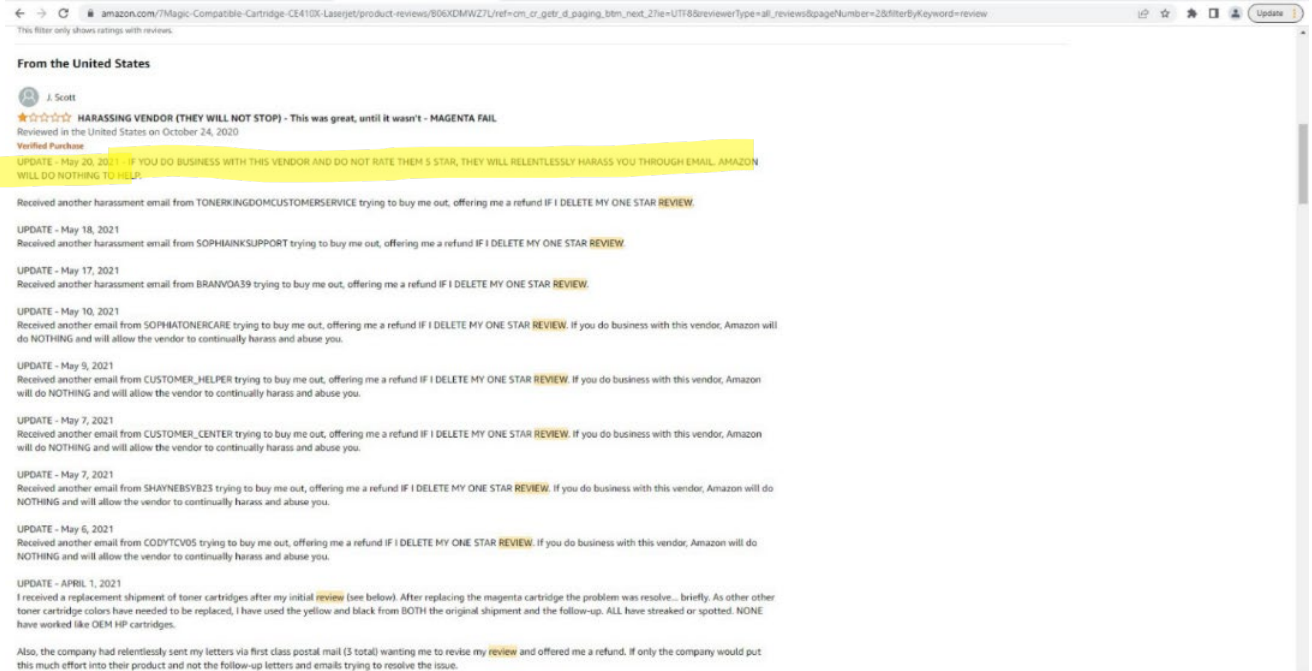 amazon.com/7Magic-Compatible-Cartridge-CE410X-Laserjet/product-reviews/B06XDMWZ7L/ref=cm_cr_getr_d_paging_btm_next_2?ie=UTF8&reviewerType=all_reviews&pageNumber=2&filterByKeyword=review
Update
This filter only shows ratings with reviews.
From the United States
J. Scott
HARASSING VENDOR (THEY WILL NOT STOP) - This was great, until it wasn't - MAGENTA FAIL
Reviewed in the United States on October 24, 2020
Verified Purchase
UPDATE - May 20, 2021 - IF YOU DO BUSINESS WITH THIS VENDOR AND DO NOT RATE THEM 5 STAR, THEY WILL RELENTLESSLY HARASS YOU THROUGH EMAIL. AMAZON
WILL DO NOTHING TO HELP.
Received another harassment email from TONERKINGDOMCUSTOMERSERVICE trying to buy me out, offering me a refund IF I DELETE MY ONE STAR REVIEW.
UPDATE - May 18, 2021
Received another harassment email from SOPHIAINKSUPPORT trying to buy me out, offering me a refund IF I DELETE MY ONE STAR REVIEW.
UPDATE - May 17, 2021
Received another harassment email from BRANVOA39 trying to buy me out, offering me a refund IF I DELETE MY ONE STAR REVIEW.
UPDATE - May 10, 2021
Received another email from SOPHIATONERCARE trying to buy me out, offering me a refund IF I DELETE MY ONE STAR REVIEW. If you do business with this vendor, Amazon will
do NOTHING and will allow the vendor to continually harass and abuse you.
UPDATE - May 9, 2021
Received another email from CUSTOMER_HELPER trying to buy me out, offering me a refund IF I DELETE MY ONE STAR REVIEW. If you do business with this vendor, Amazon
will do NOTHING and will allow the vendor to continually harass and abuse you.
UPDATE - May 7, 2021
Received another email from CUSTOMER_CENTER trying to buy me out, offering me a refund IF I DELETE MY ONE STAR REVIEW. If you do business with this vendor, Amazon
will do NOTHING and will allow the vendor to continually harass and abuse you.
UPDATE - May 7, 2021
Received another email from SHAYNEBSYB23 trying to buy me out, offering me a refund IF I DELETE MY ONE STAR REVIEW. If you do business with this vendor, Amazon will do
NOTHING and will allow the vendor to continually harass and abuse you.
UPDATE - May 6, 2021
Received another email from CODYTCV05 trying to buy me out, offering me a refund IF I DELETE MY ONE STAR REVIEW. If you do business with this vendor, Amazon will do
NOTHING and will allow the vendor to continually harass and abuse you.
UPDATE - APRIL 1, 2021
I received a replacement shipment of toner cartridges after my initial review (see below). After replacing the magenta cartridge the problem was resolve... briefly. As other other
toner cartridge colors have needed to be replaced, I have used the yellow and black from BOTH the original shipment and the follow-up. ALL have streaked or spotted. NONE
have worked like OEM HP cartridges.
Also, the company had relentlessly sent my letters via first class postal mail (3 total) wanting me to revise my review and offered me a refund. If only the company would put
this much effort into their product and not the follow-up letters and emails trying to resolve the issue.